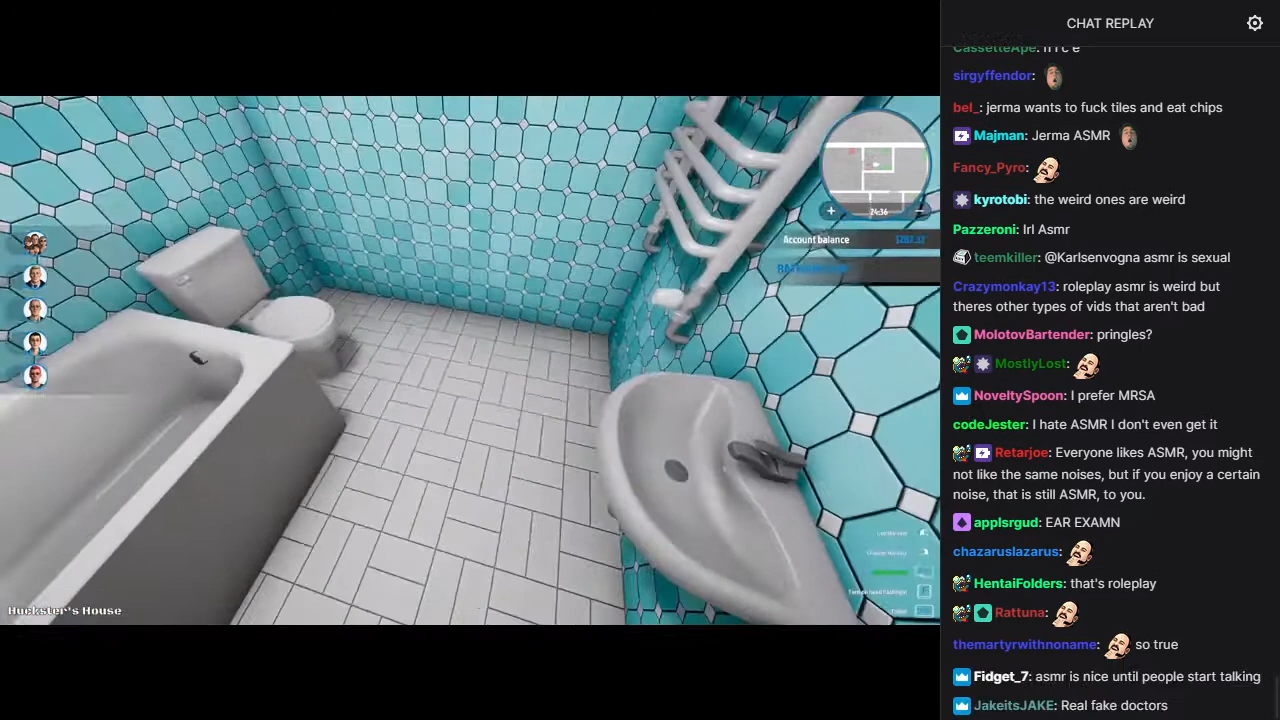 CHAT REPLAY
sirgyffendor:
bel_: jerma wants to fuck tiles and eat chips
Majman: Jerma ASMR
Fancy_Pyro:
kyrotobi: the weird ones are weird
Pazzeroni: Irl Asmr
teemkiller: @Karlsenvogna asmr is sexual
Crazymonkay13: roleplay asmr is weird but
theres other types of vids that aren't bad
MolotovBartender: pringles?
MostlyLost:
NoveltySpoon: I prefer MRSA
codeJester: I hate ASMR I don't even get it
Retarjoe: Everyone likes ASMR, you might
not like the same noises, but if you enjoy a certain
noise, that is still ASMR, to you.
applsrgud: EAR EXAMN
chazaruslazarus:
HentaiFolders: that's roleplay
Rattuna:
themartyrwithnoname: so true
Fidget_7: asmr is nice until people start talking
JakeitsJAKE: Real fake doctors
+ 24:36 −
Account balance
Huckster's House